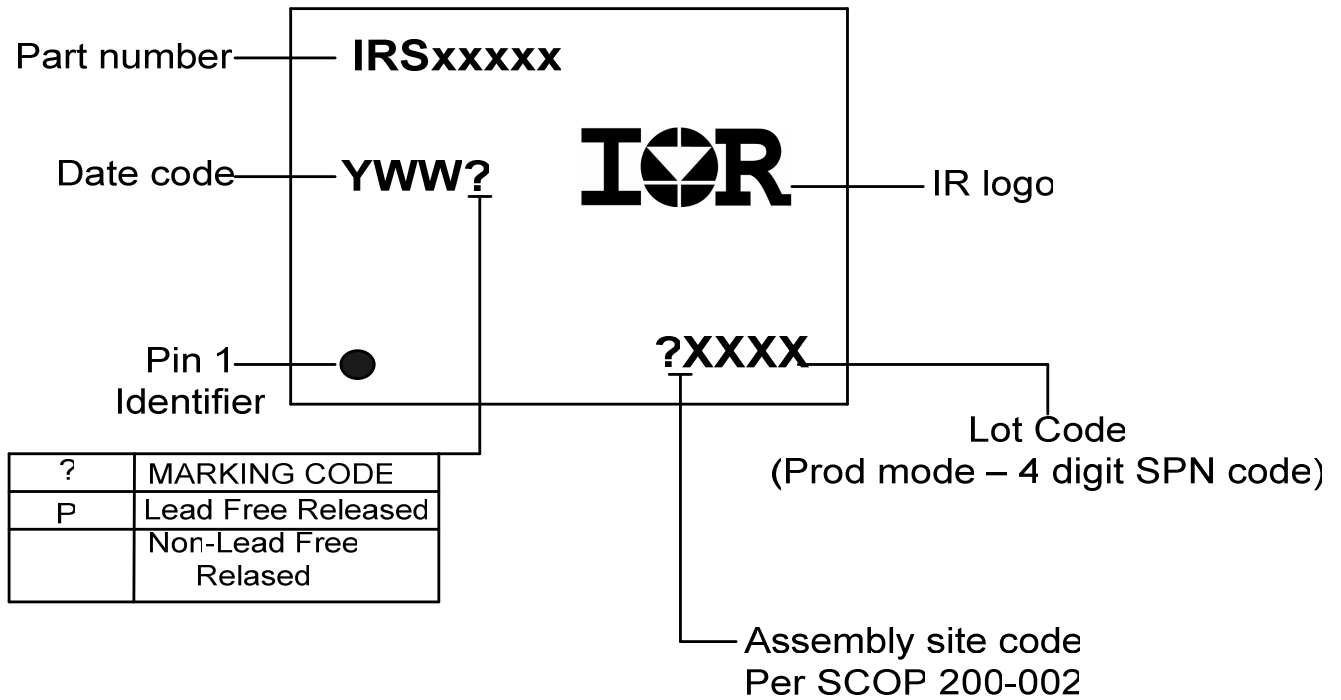 Part number
IRSxxxxx
Date code
YWW?
IOR
IR logo
Pin 1
Identifier
?XXXX
Lot Code
(Prod mode – 4 digit SPN code)
? MARKING CODE
P Lead Free Released
Non-Lead Free
Relased
Assembly site code
Per SCOP 200-002